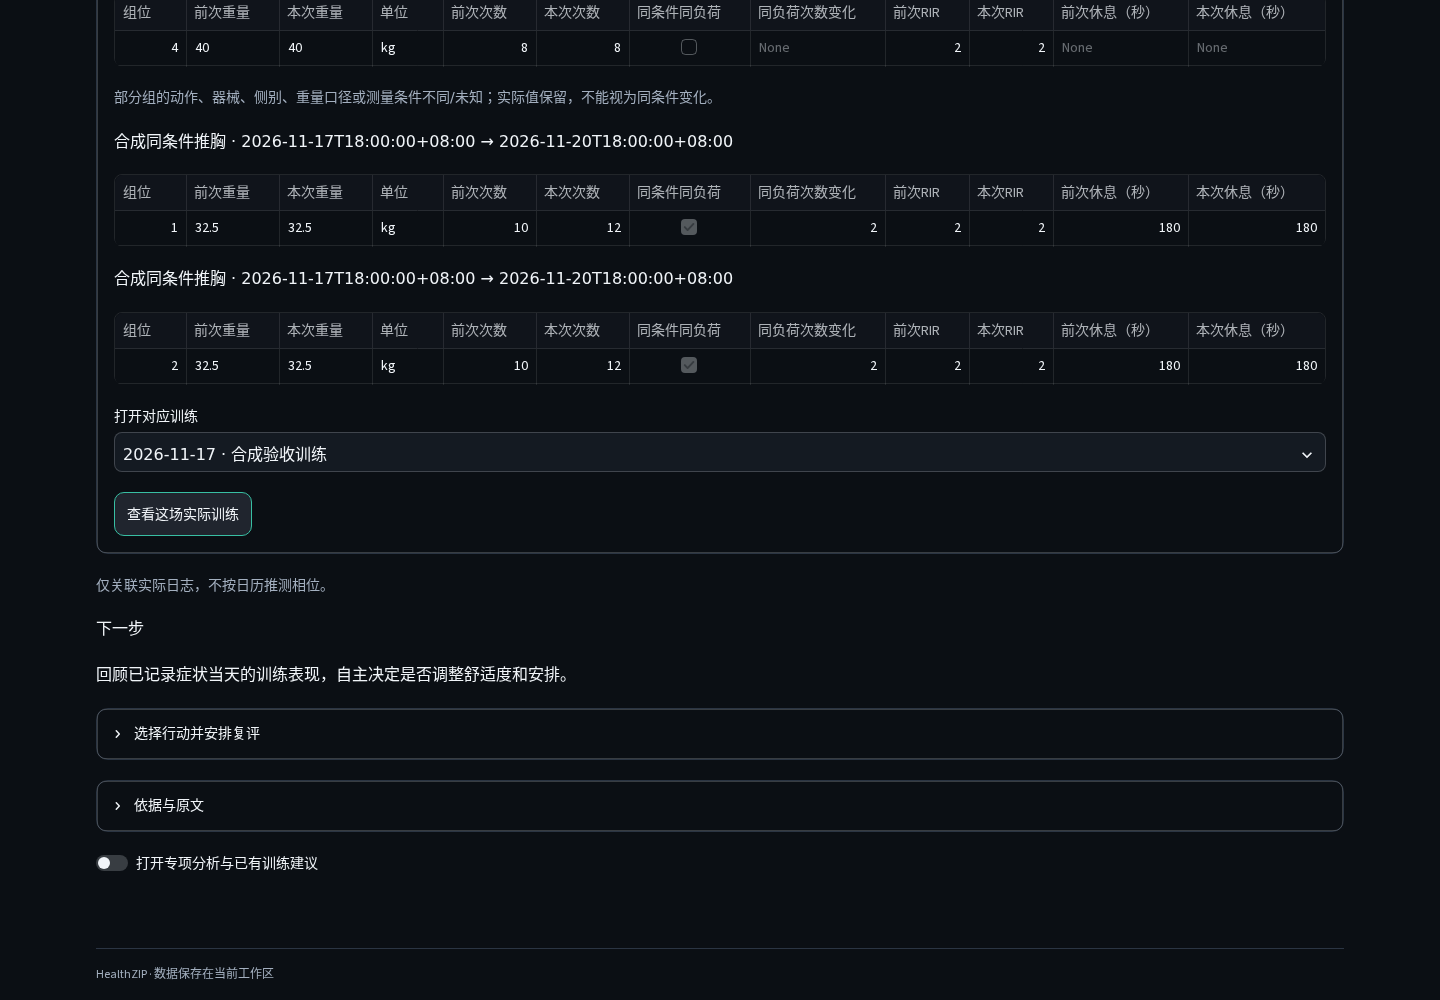 组位 前次重量 本次重量 单位 前次次数 本次次数 同条件同负荷 同负荷次数变化 前次RIR 本次RIR 前次休息（秒） 本次休息（秒）
4 40 40 kg 8 8 None 2 2 None None
部分组的动作、器械、侧别、重量口径或测量条件不同/未知；实际值保留，不能视为同条件变化。
合成同条件推胸 · 2026-11-17T18:00:00+08:00 → 2026-11-20T18:00:00+08:00
组位 前次重量 本次重量 单位 前次次数 本次次数 同条件同负荷 同负荷次数变化 前次RIR 本次RIR 前次休息（秒） 本次休息（秒）
1 32.5 32.5 kg 10 12 2 2 2 180 180
合成同条件推胸 · 2026-11-17T18:00:00+08:00 → 2026-11-20T18:00:00+08:00
组位 前次重量 本次重量 单位 前次次数 本次次数 同条件同负荷 同负荷次数变化 前次RIR 本次RIR 前次休息（秒） 本次休息（秒）
2 32.5 32.5 kg 10 12 2 2 2 180 180
打开对应训练
2026-11-17 · 合成验收训练
查看这场实际训练
仅关联实际日志，不按日历推测相位。
下一步
回顾已记录症状当天的训练表现，自主决定是否调整舒适度和安排。
选择行动并安排复评
依据与原文
打开专项分析与已有训练建议
HealthZIP · 数据保存在当前工作区